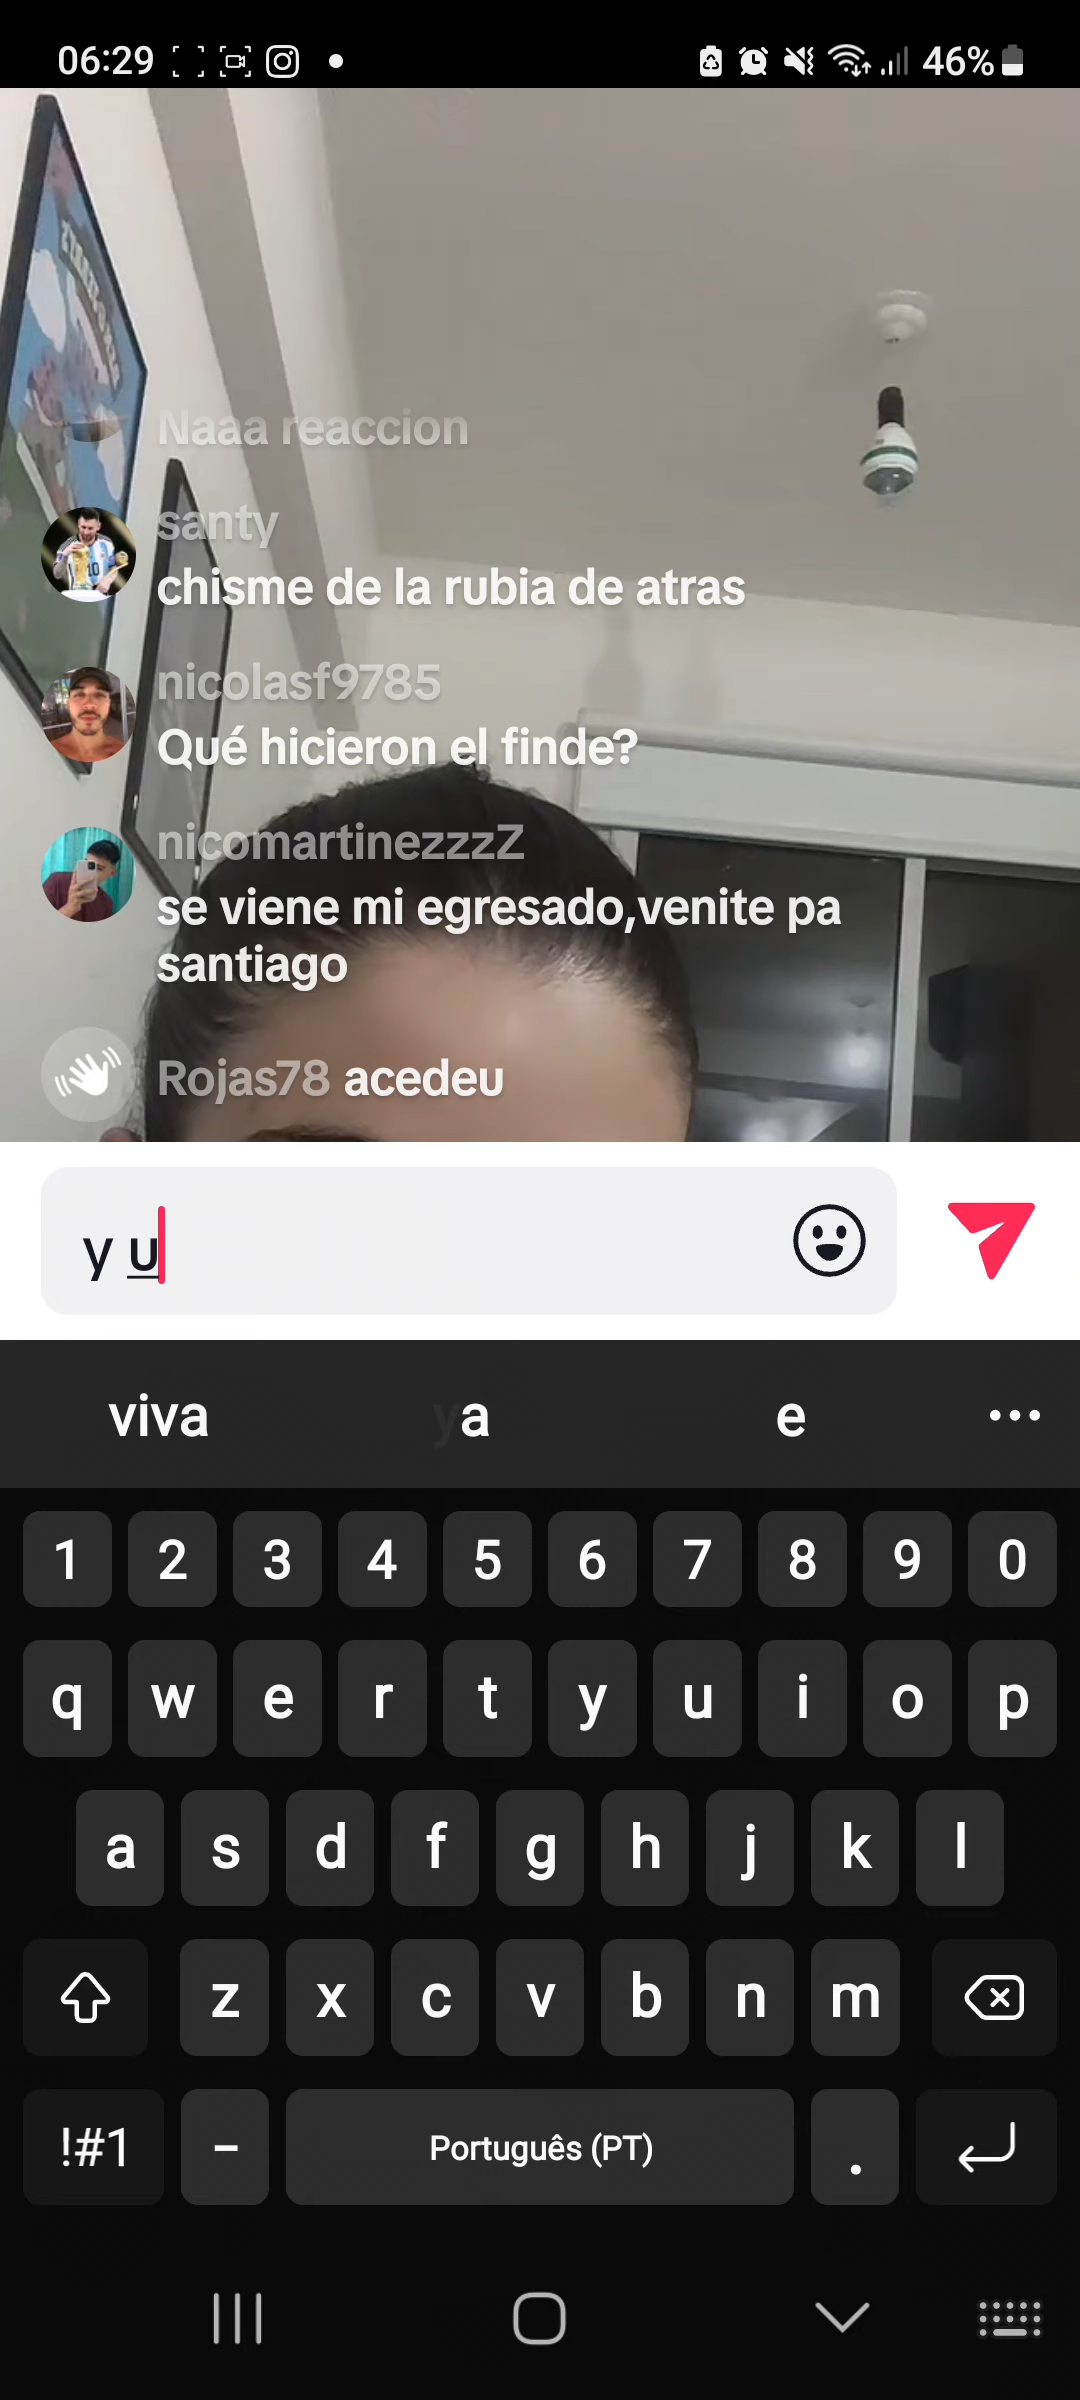 06:29
46%
Naaa reaccion
santy
chisme de la rubia de atras
nicolasf9785
Qué hicieron el finde?
nicomartinezzzZ
se viene mi egresado,venite pa
santiago
Rojas78 acedeu
y u
viva
ya
e
1 2 3 4 5 6 7 8 9 0
q w e r t y u i o p
a s d f g h j k l
z x c v b n m
!#1 - Português (PT) .